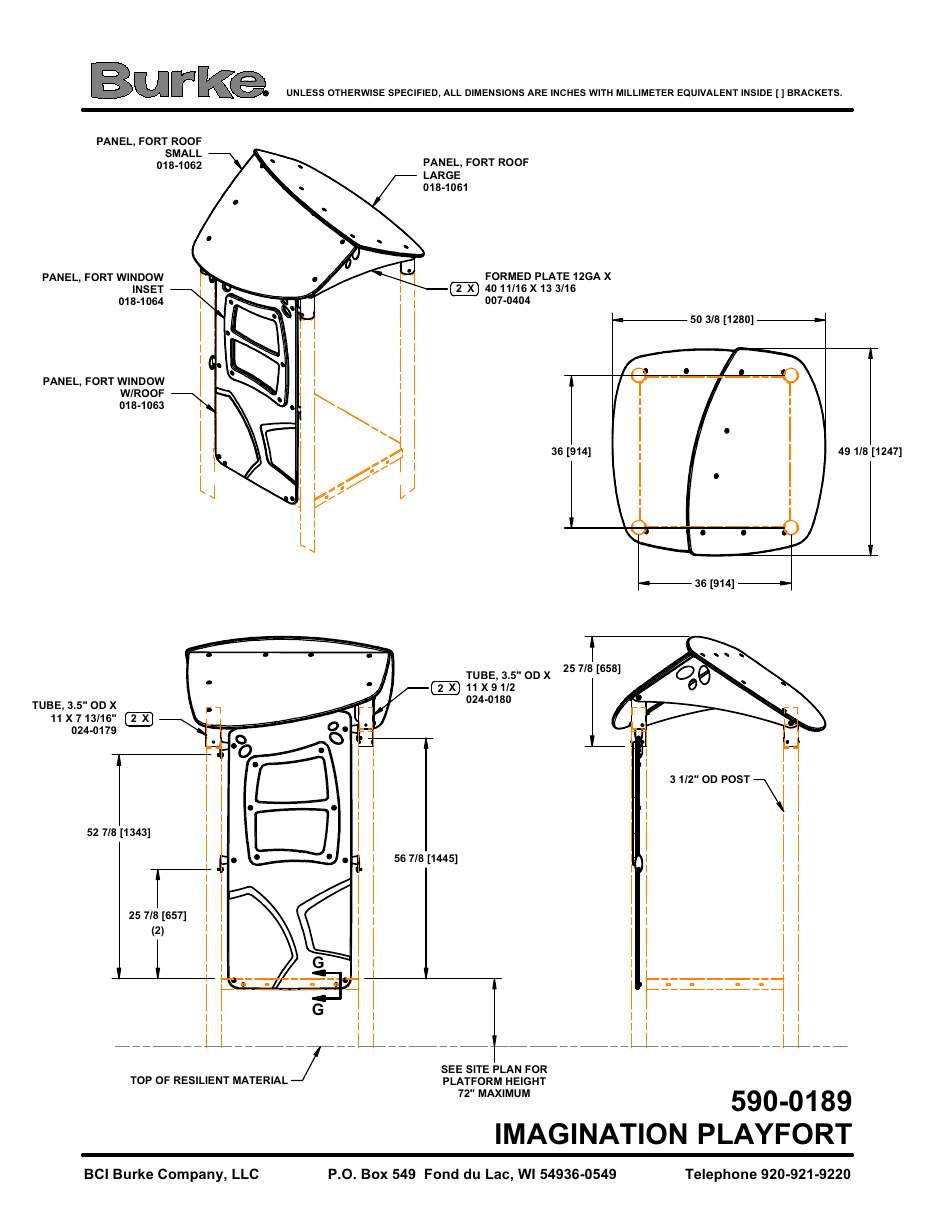 Burke
UNLESS OTHERWISE SPECIFIED, ALL DIMENSIONS ARE INCHES WITH MILLIMETER EQUIVALENT INSIDE [ ] BRACKETS.
PANEL, FORT ROOF
SMALL
018-1062
PANEL, FORT ROOF
LARGE
018-1061
PANEL, FORT WINDOW
INSET
018-1064
2 X
FORMED PLATE 12GA X
40 11/16 X 13 3/16
007-0404
PANEL, FORT WINDOW
W/ROOF
018-1063
50 3/8 [1280]
36 [914]
49 1/8 [1247]
36 [914]
TUBE, 3.5" OD X
11 X 7 13/16"
024-0179
2 X
2 X
TUBE, 3.5" OD X
11 X 9 1/2
024-0180
25 7/8 [658]
3 1/2" OD POST
52 7/8 [1343]
56 7/8 [1445]
25 7/8 [657]
(2)
G
G
TOP OF RESILIENT MATERIAL
SEE SITE PLAN FOR
PLATFORM HEIGHT
72" MAXIMUM
590-0189
IMAGINATION PLAYFORT
BCI Burke Company, LLC
P.O. Box 549 Fond du Lac, WI 54936-0549
Telephone 920-921-9220